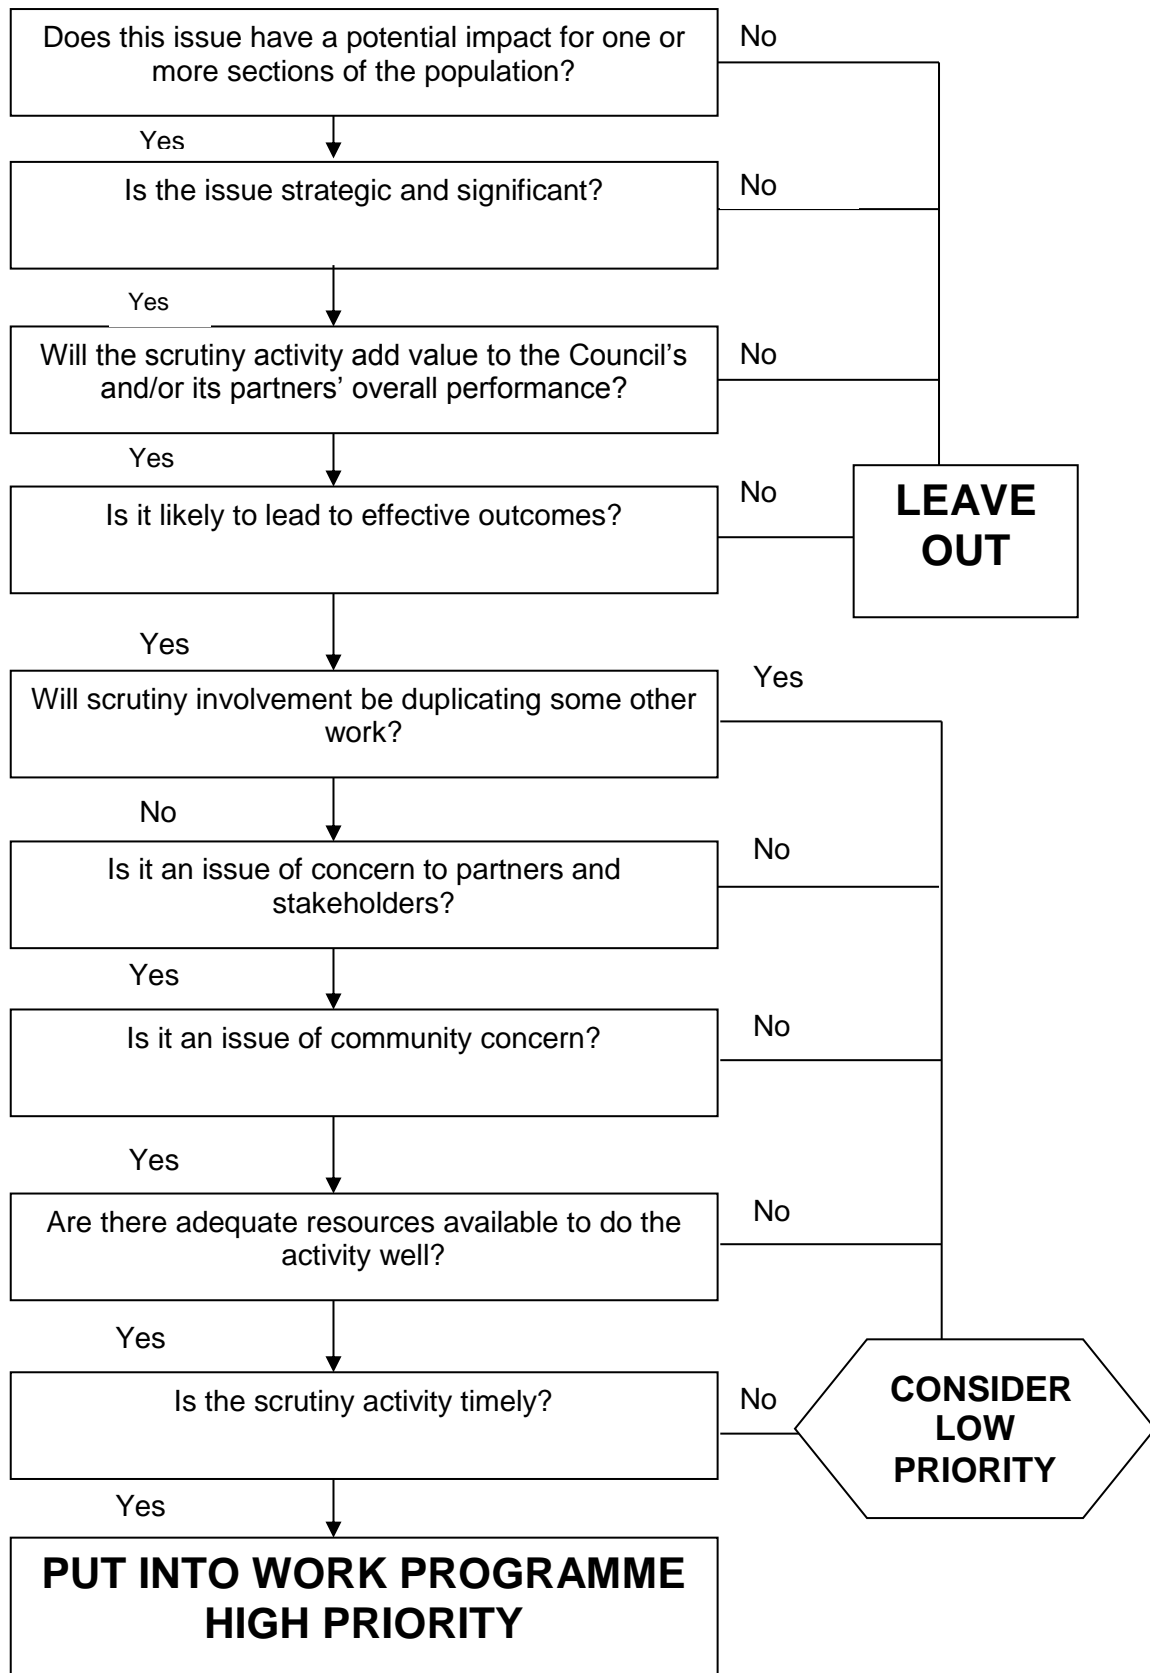 Does this issue have a potential impact for one or
more sections of the population?
No
Yes
Is the issue strategic and significant?
No
Yes
Will the scrutiny activity add value to the Council’s
and/or its partners’ overall performance?
No
Yes
Is it likely to lead to effective outcomes?
No
LEAVE
OUT
Yes
Will scrutiny involvement be duplicating some other
work?
Yes
No
Is it an issue of concern to partners and
stakeholders?
No
Yes
Is it an issue of community concern?
No
Yes
Are there adequate resources available to do the
activity well?
No
Yes
Is the scrutiny activity timely?
No
CONSIDER
LOW
PRIORITY
Yes
PUT INTO WORK PROGRAMME
HIGH PRIORITY